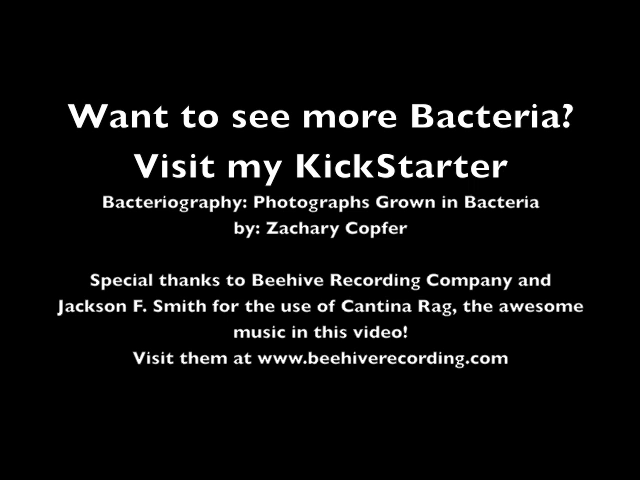 Want to see more Bacteria?
Visit my KickStarter
Bacteriography: Photographs Grown in Bacteria
by: Zachary Copfer
Special thanks to Beehive Recording Company and
Jackson F. Smith for the use of Cantina Rag, the awesome
music in this video!
Visit them at www.beehiverecording.com